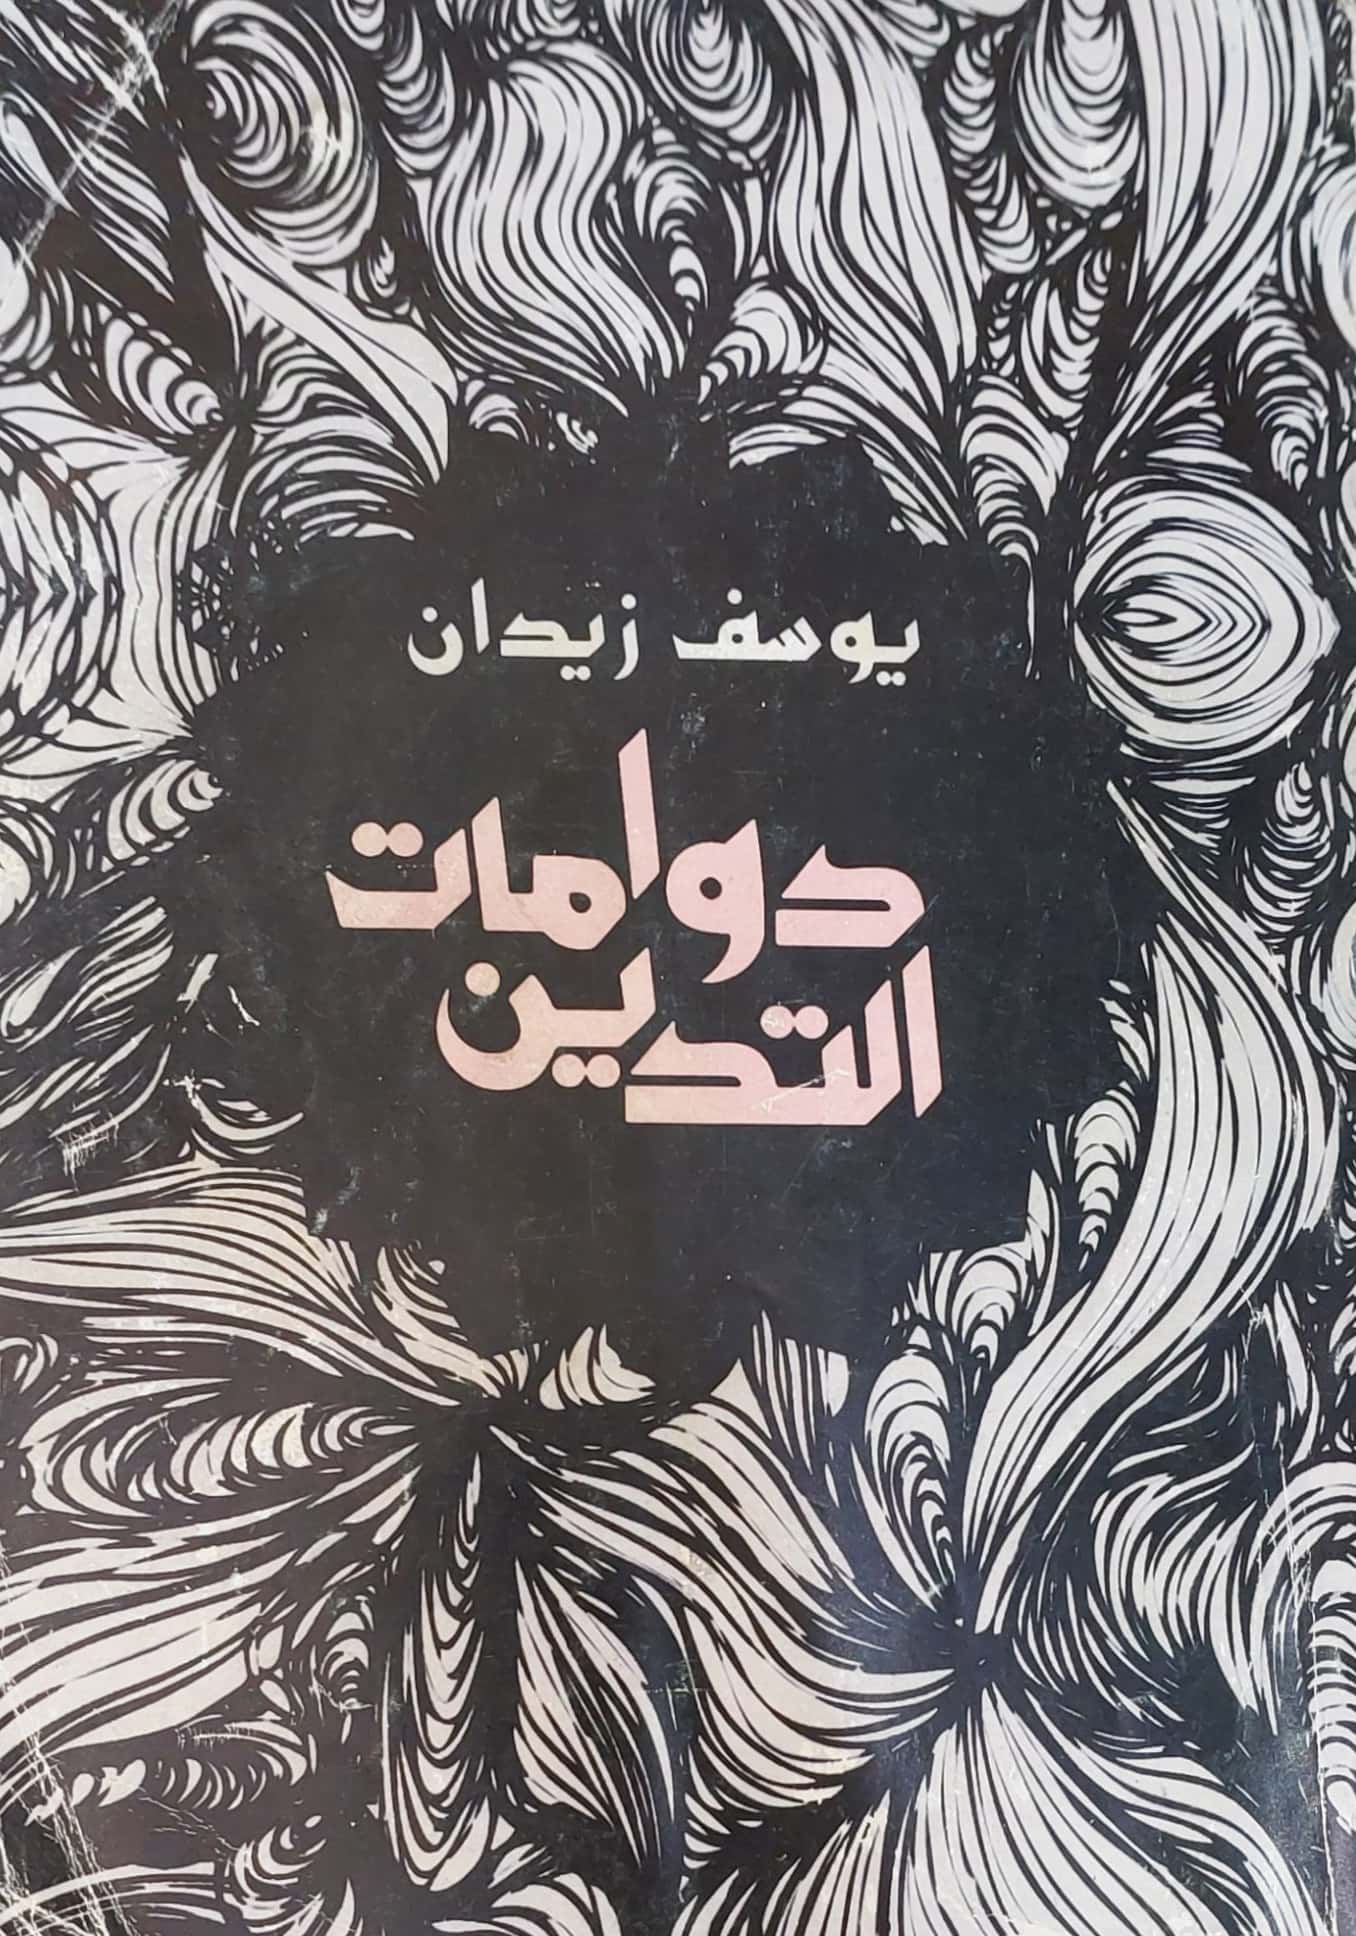 يوسف زيدان
دوامات
التدين